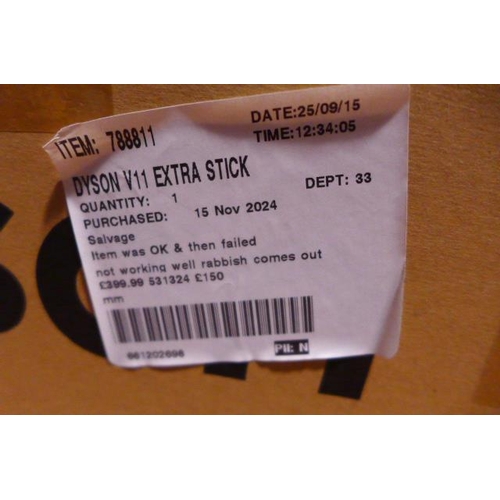 ITEM: 788811 DATE:25/09/15
TIME:12:34:05
DYSON V11 EXTRA STICK
QUANTITY: 1 DEPT: 33
PURCHASED: 15 Nov 2024
Salvage
Item was OK & then failed
not working well rabbish comes out
£399.99 531324 £150
mm
661202696
PII: N